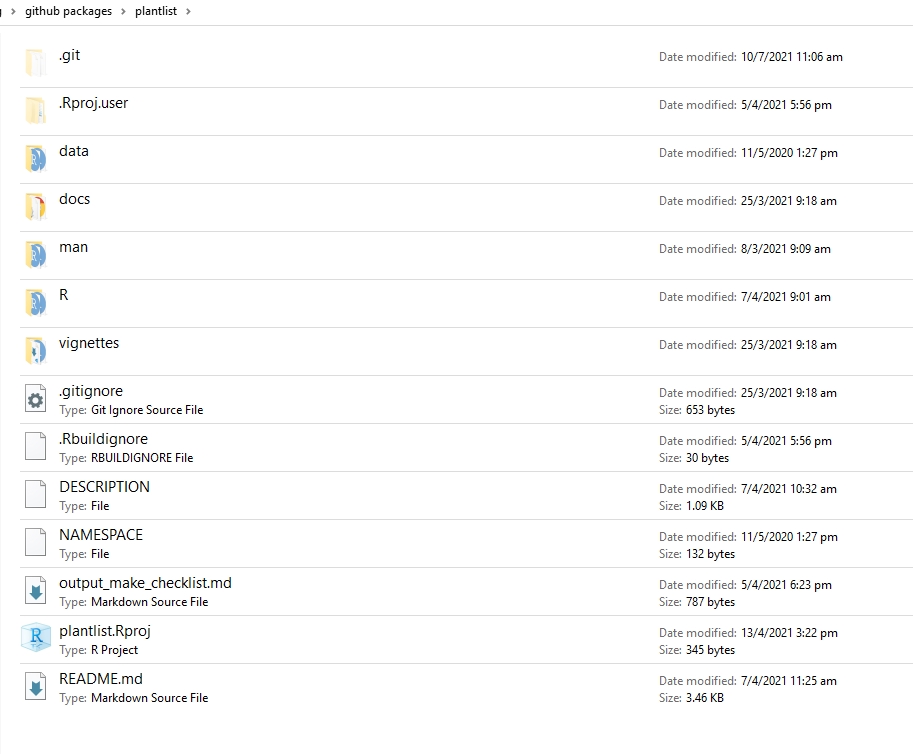 github packages > plantlist >
.git
Date modified: 10/7/2021 11:06 am
.Rproj.user
Date modified: 5/4/2021 5:56 pm
data
Date modified: 11/5/2020 1:27 pm
docs
Date modified: 25/3/2021 9:18 am
man
Date modified: 8/3/2021 9:09 am
R
Date modified: 7/4/2021 9:01 am
vignettes
Date modified: 25/3/2021 9:18 am
.gitignore
Date modified: 25/3/2021 9:18 am
Type: Git Ignore Source File
Size: 653 bytes
.Rbuildignore
Date modified: 5/4/2021 5:56 pm
Type: RBUILDIGNORE File
Size: 30 bytes
DESCRIPTION
Date modified: 7/4/2021 10:32 am
Type: File
Size: 1.09 KB
NAMESPACE
Date modified: 11/5/2020 1:27 pm
Type: File
Size: 132 bytes
output_make_checklist.md
Date modified: 5/4/2021 6:23 pm
Type: Markdown Source File
Size: 787 bytes
plantlist.Rproj
Date modified: 13/4/2021 3:22 pm
Type: R Project
Size: 345 bytes
README.md
Date modified: 7/4/2021 11:25 am
Type: Markdown Source File
Size: 3.46 KB